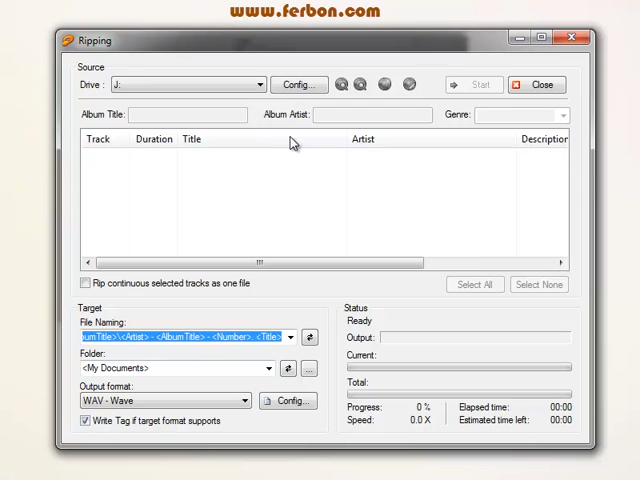 www.ferbon.com
Ripping
Source
Drive : J: Config... Start Close
Album Title: Album Artist: Genre:
Track Duration Title Artist Description
Rip continuous selected tracks as one file Select All Select None
Target
File Naming:
<Artist> - <AlbumTitle> - <Number>. <Title>
Folder:
<My Documents> ...
Output format:
WAV - Wave Config...
Write Tag if target format supports
Status
Ready
Output:
Current:
Total:
Progress: 0 % Elapsed time: 00:00
Speed: 0.0 X Estimated time left: 00:00